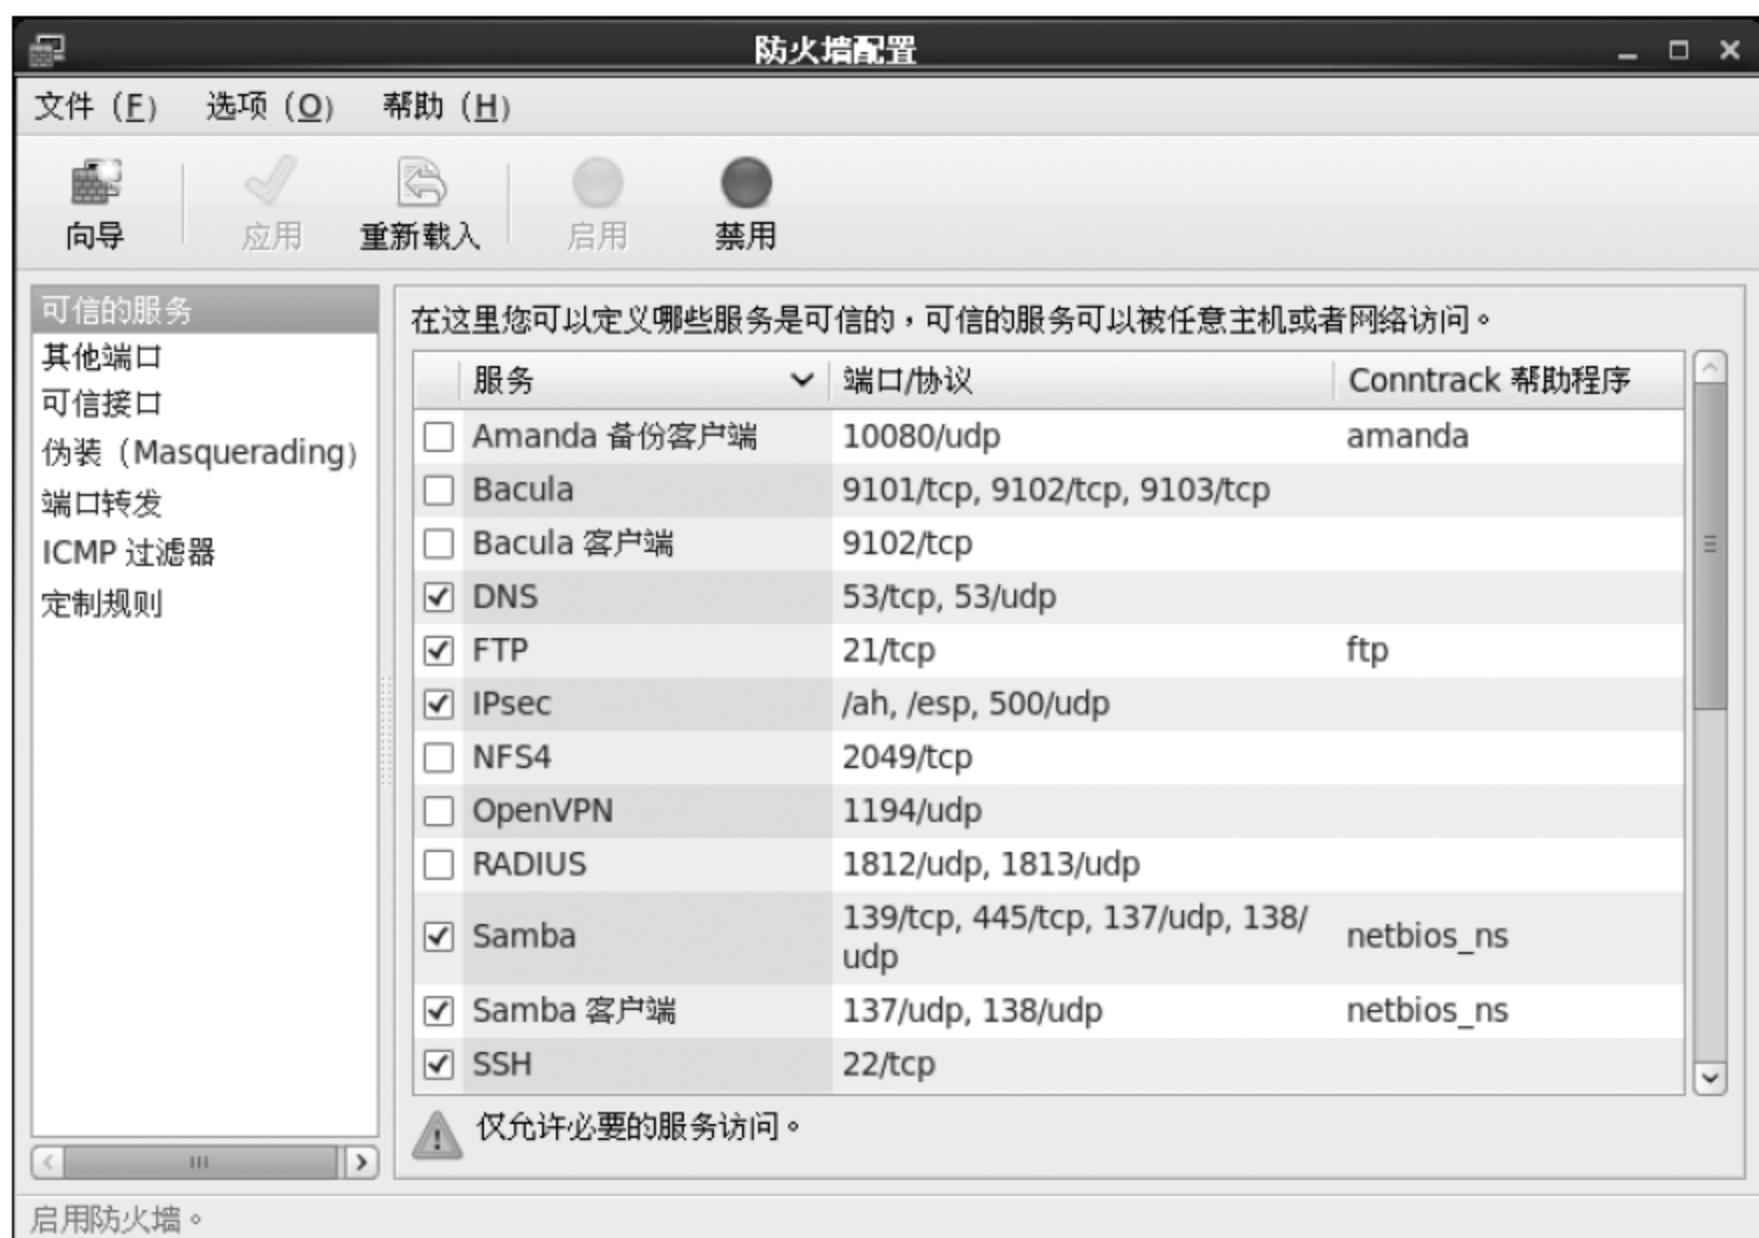 防火墙配置
文件（F） 选项（O） 帮助（H）
向导 应用 重新载入 启用 禁用
可信的服务
其他端口
可信接口
伪装（Masquerading）
端口转发
ICMP 过滤器
定制规则
在这里您可以定义哪些服务是可信的，可信的服务可以被任意主机或者网络访问。
服务 端口/协议 Conntrack 帮助程序
Amanda 备份客户端 10080/udp amanda
Bacula 9101/tcp, 9102/tcp, 9103/tcp
Bacula 客户端 9102/tcp
DNS 53/tcp, 53/udp
FTP 21/tcp ftp
IPsec /ah, /esp, 500/udp
NFS4 2049/tcp
OpenVPN 1194/udp
RADIUS 1812/udp, 1813/udp
Samba 139/tcp, 445/tcp, 137/udp, 138/
udp netbios_ns
Samba 客户端 137/udp, 138/udp netbios_ns
SSH 22/tcp
仅允许必要的服务访问。
启用防火墙。